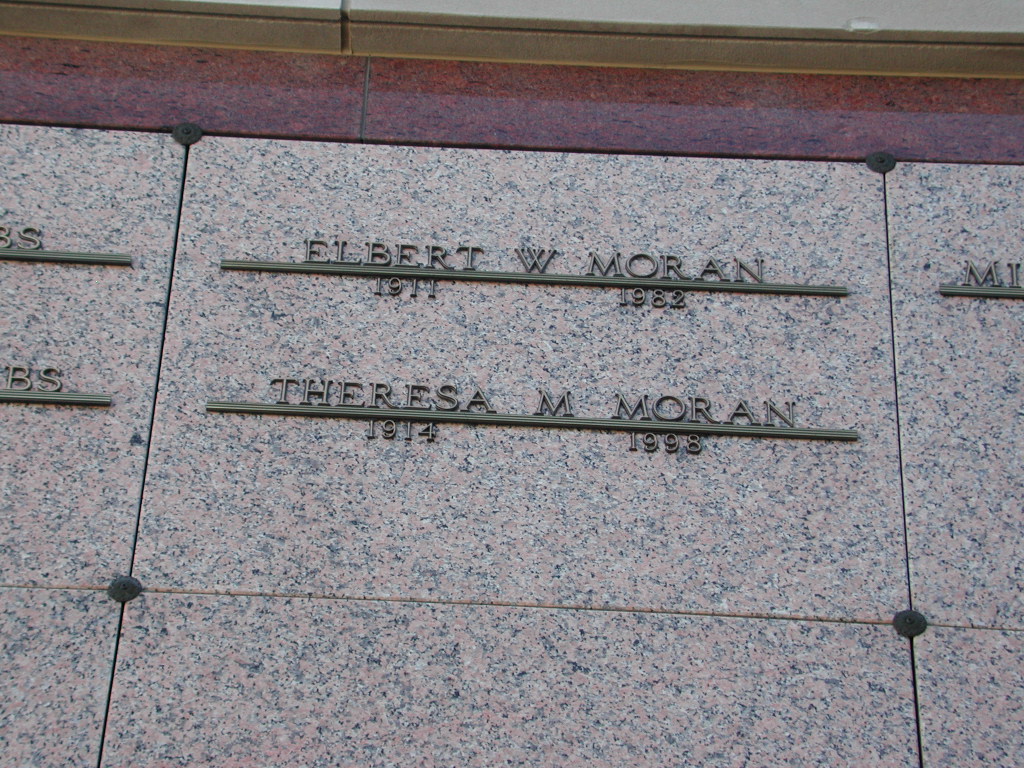 ELBERT W MORAN
1911 1982
THERESA M MORAN
1914 1998